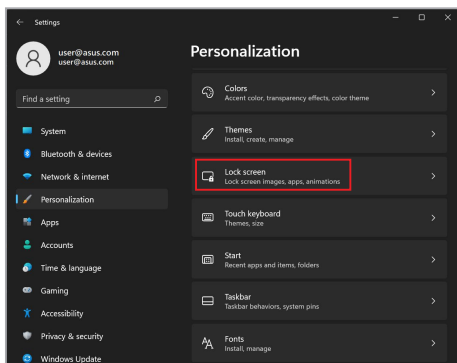 Settings
user@asus.com
user@asus.com
Find a setting
System
Bluetooth & devices
Network & internet
Personalization
Apps
Accounts
Time & language
Gaming
Accessibility
Privacy & security
Windows Update
Personalization
Colors
Accent color, transparency effects, color theme
Themes
Install, create, manage
Lock screen
Lock screen images, apps, animations
Touch keyboard
Themes, size
Start
Recent apps and items, folders
Taskbar
Taskbar behaviors, system pins
Fonts
Install, manage